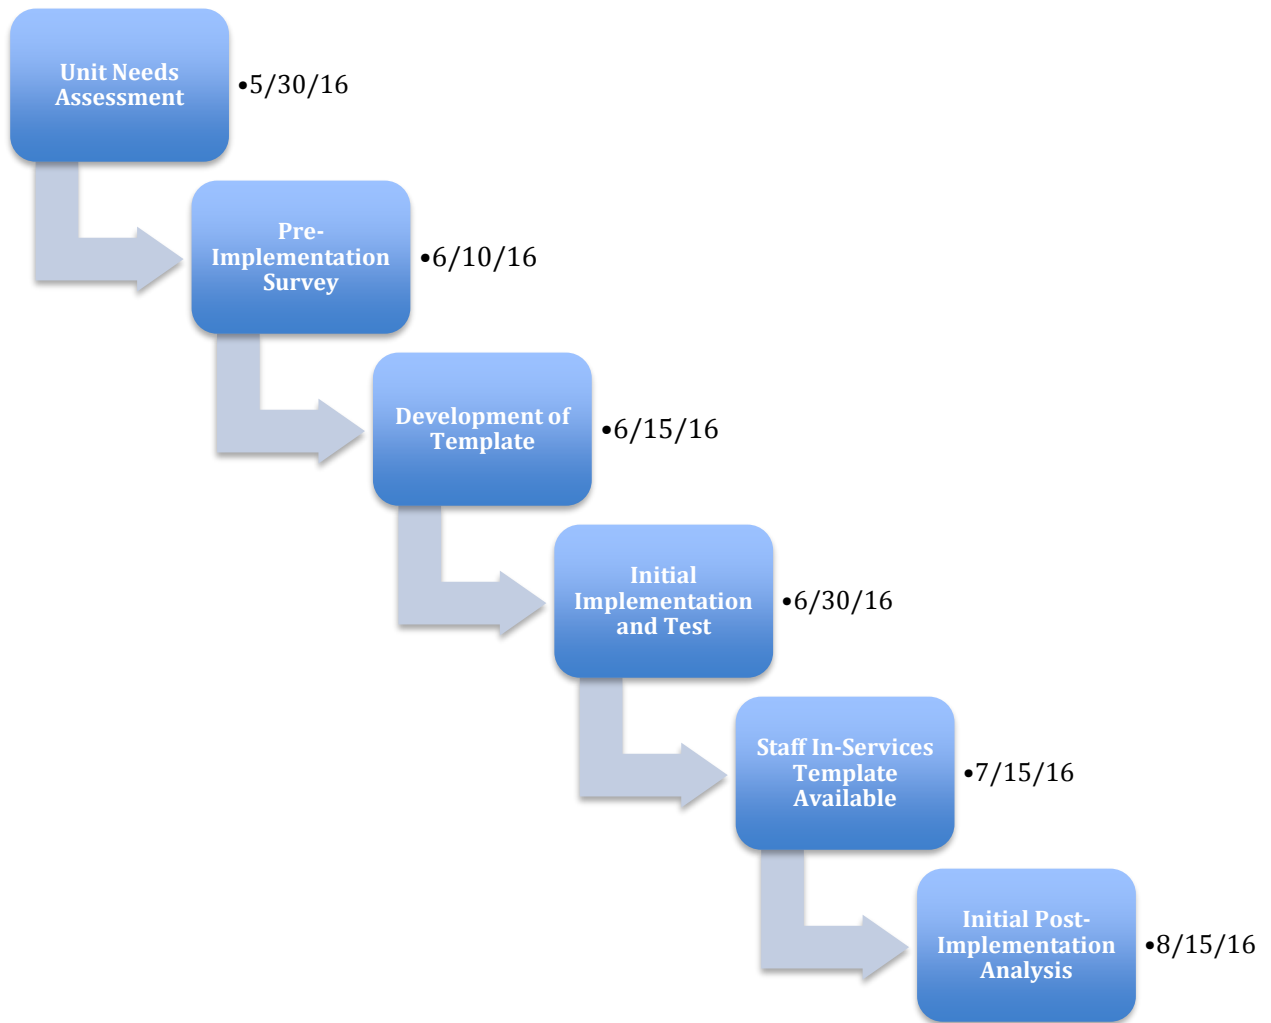 Unit Needs
Assessment
•5/30/16
Pre-
Implementation
Survey
•6/10/16
Development of
Template
•6/15/16
Initial
Implementation
and Test
•6/30/16
Staff In-Services
Template
Available
•7/15/16
Initial Post-
Implementation
Analysis
•8/15/16